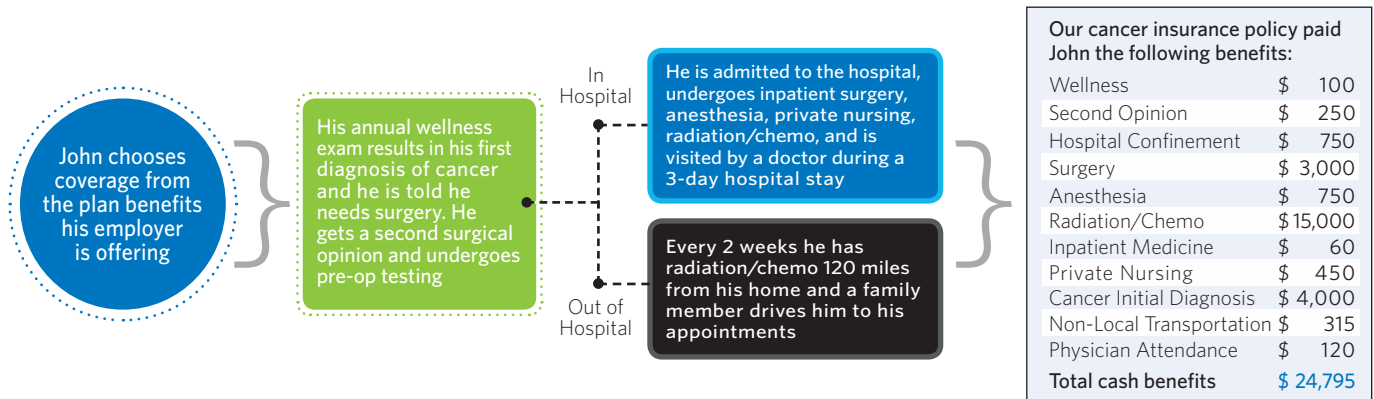 John chooses
coverage from
the plan benefits
his employer
is offering
His annual wellness
exam results in his first
diagnosis of cancer
and he is told he
needs surgery. He
gets a second surgical
opinion and undergoes
pre-op testing
In
Hospital
He is admitted to the hospital,
undergoes inpatient surgery,
anesthesia, private nursing,
radiation/chemo, and is
visited by a doctor during a
3-day hospital stay
Out of
Hospital
Every 2 weeks he has
radiation/chemo 120 miles
from his home and a family
member drives him to his
appointments
Our cancer insurance policy paid
John the following benefits:
Wellness $ 100
Second Opinion $ 250
Hospital Confinement $ 750
Surgery $ 3,000
Anesthesia $ 750
Radiation/Chemo $15,000
Inpatient Medicine $ 60
Private Nursing $ 450
Cancer Initial Diagnosis $ 4,000
Non-Local Transportation $ 315
Physician Attendance $ 120
Total cash benefits $ 24,795